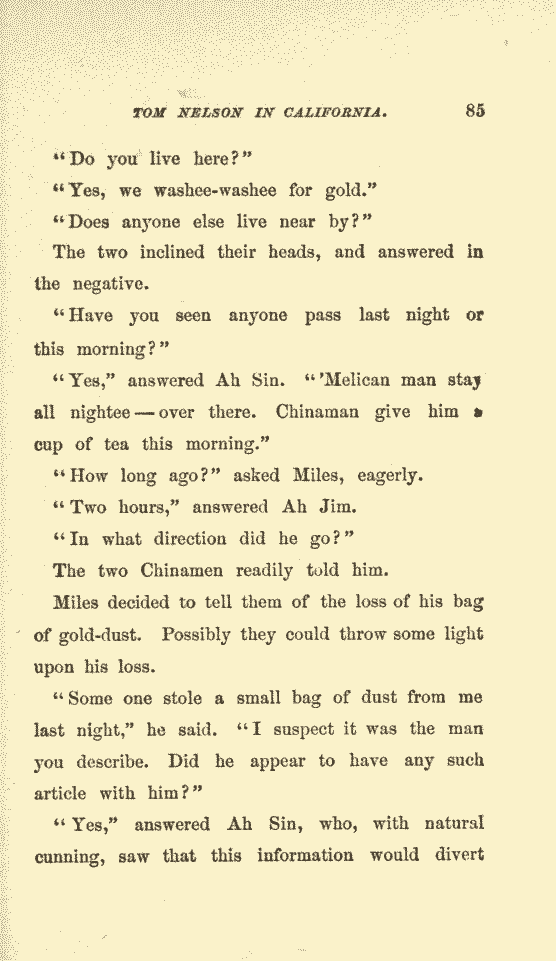 TOM NELSON IN CALIFORNIA. 85
“Do you live here?”
“Yes, we washee-washee for gold.”
“Does anyone else live near by?”
The two inclined their heads, and answered in
the negative.
“Have you seen anyone pass last night or
this morning?”
“Yes,” answered Ah Sin. “’Melican man stay
all nightee—over there. Chinaman give him a
cup of tea this morning.”
“How long ago?” asked Miles, eagerly.
“Two hours,” answered Ah Jim.
“In what direction did he go?”
The two Chinamen readily told him.
Miles decided to tell them of the loss of his bag
of gold-dust. Possibly they could throw some light
upon his loss.
“Some one stole a small bag of dust from me
last night,” he said. “I suspect it was the man
you describe. Did he appear to have any such
article with him?”
“Yes,” answered Ah Sin, who, with natural
cunning, saw that this information would divert